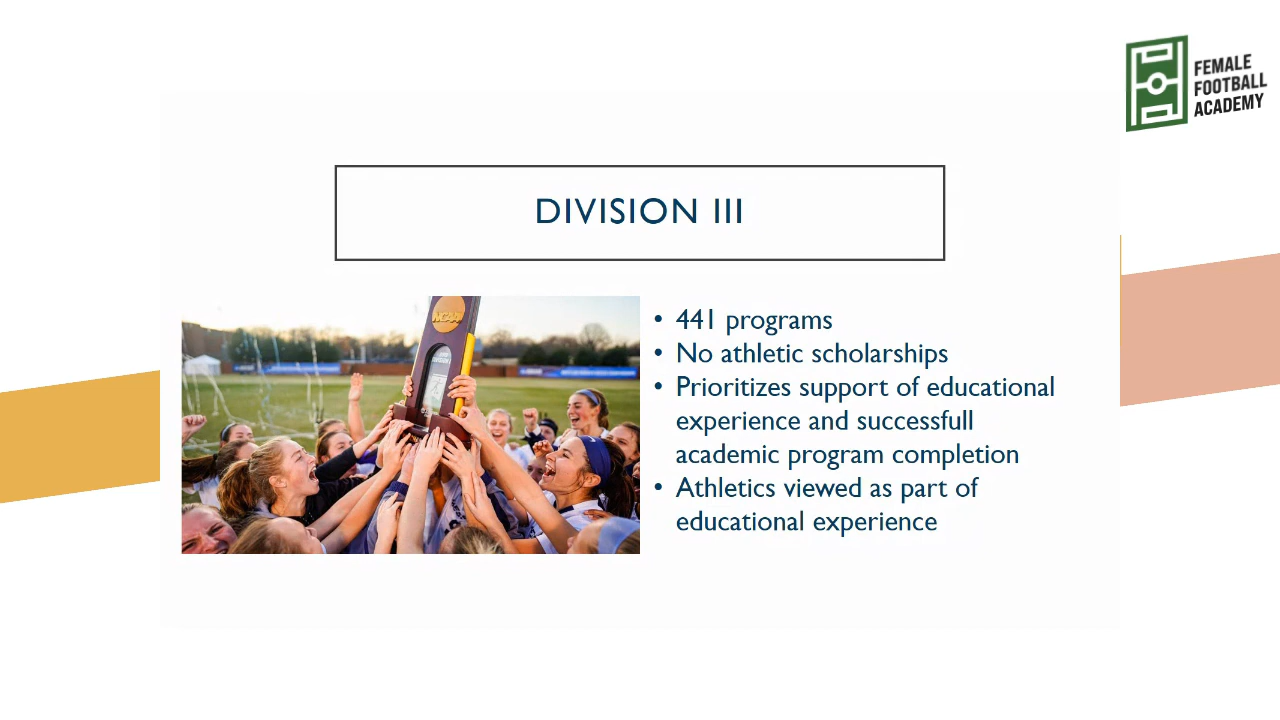 FEMALE
FOOTBALL
ACADEMY
DIVISION III
NCAA
• 441 programs
• No athletic scholarships
• Prioritizes support of educational
experience and successfull
academic program completion
• Athletics viewed as part of
educational experience